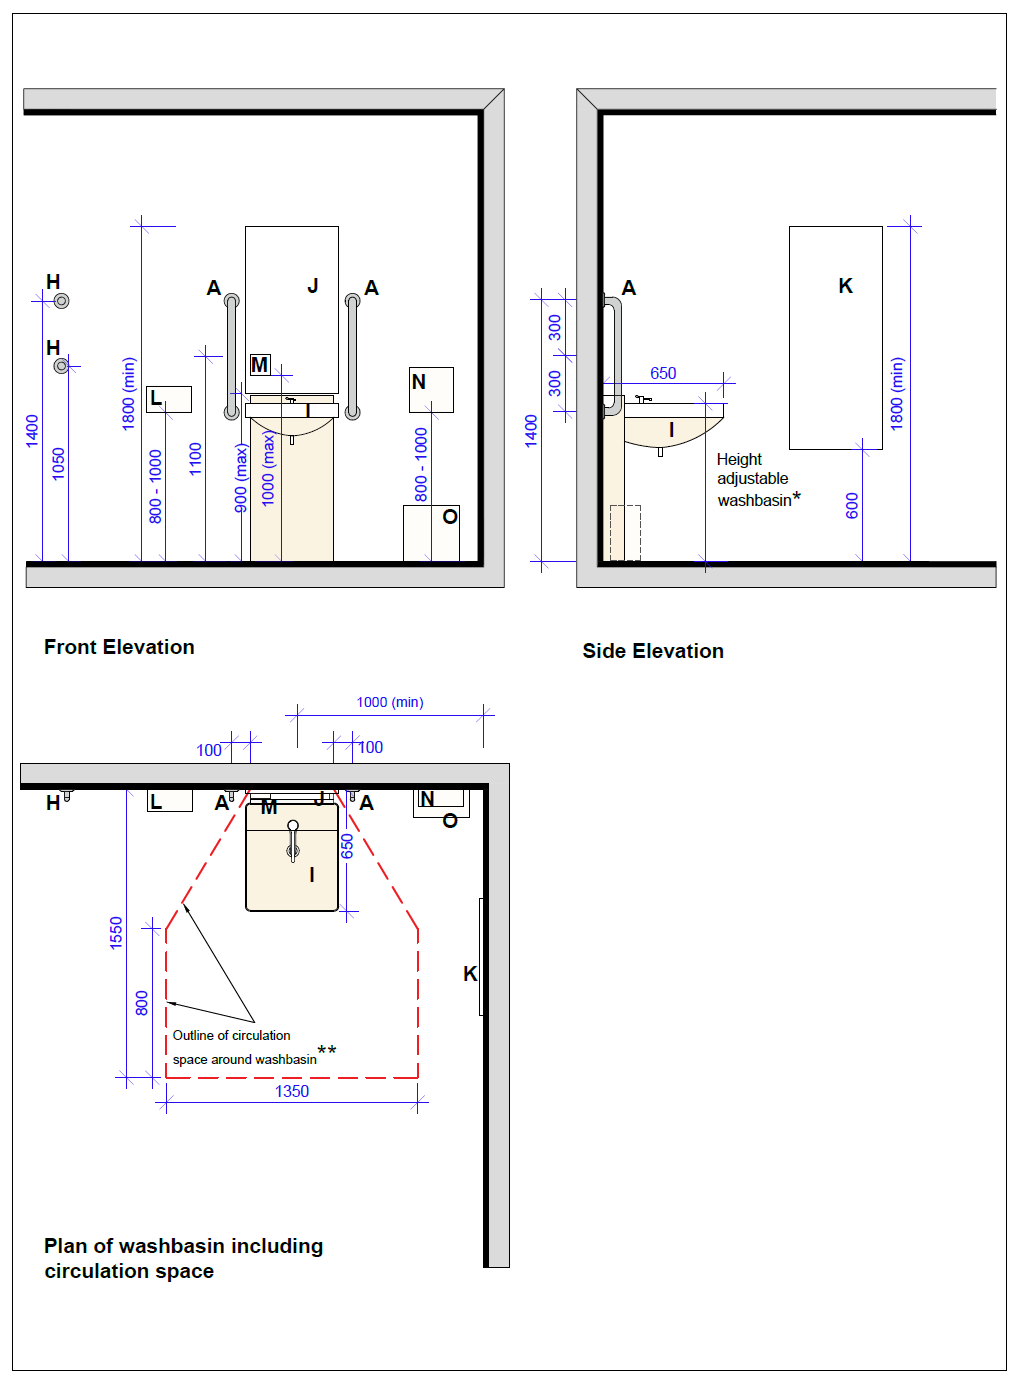 H
H
L
A
J
A
M
I
N
O
1400
1050
1800 (min)
800 - 1000
1100
900 (max)
1000 (max)
800 - 1000
Front Elevation
A
K
I
300
300
1400
650
Height
adjustable
washbasin*
600
1800 (min)
Side Elevation
1000 (min)
100
100
H
L
A
M
J
A
N
O
I
K
650
1550
800
Outline of circulation
space around washbasin**
1350
Plan of washbasin including
circulation space